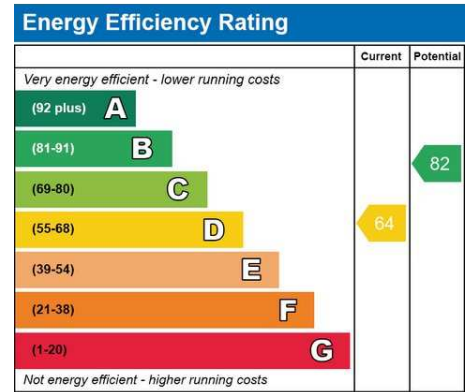 Energy Efficiency Rating
Current Potential
Very energy efficient - lower running costs
(92 plus) A
(81-91) B
82
(69-80) C
(55-68) D
64
(39-54) E
(21-38) F
(1-20) G
Not energy efficient - higher running costs